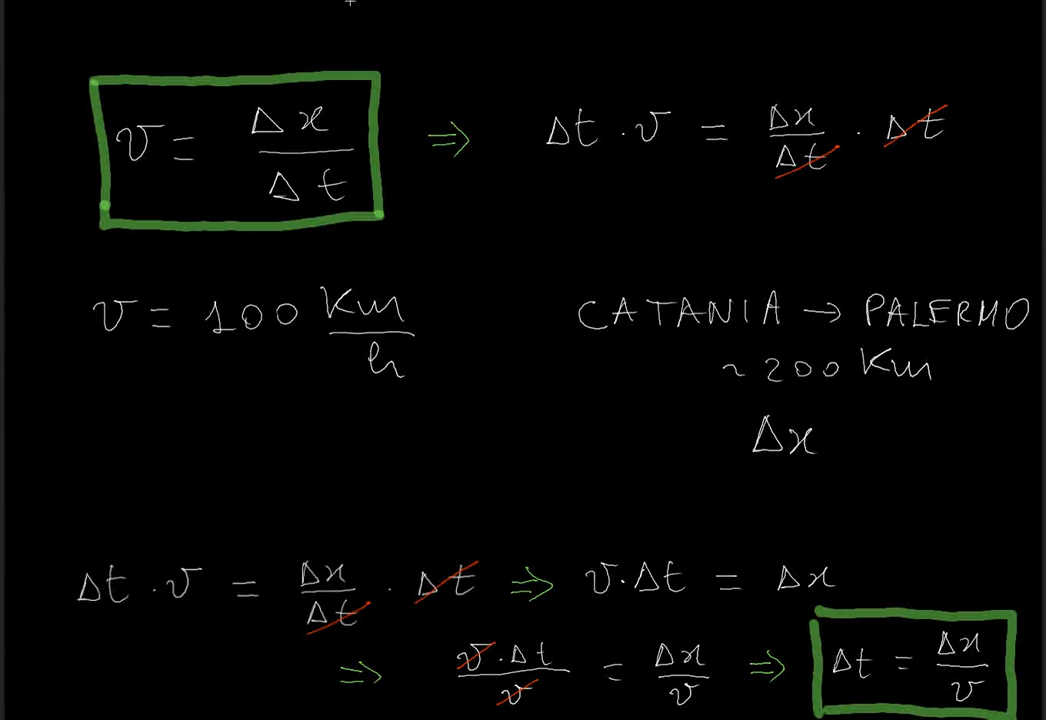 v = Δx / Δt ⇒ Δt · v = Δx / Δt · Δt
v = 100 Km / h
CATANIA → PALERMO
~ 200 Km
Δx
Δt · v = Δx / Δt · Δt ⇒ v · Δt = Δx
⇒ v · Δt / v = Δx / v ⇒ Δt = Δx / v